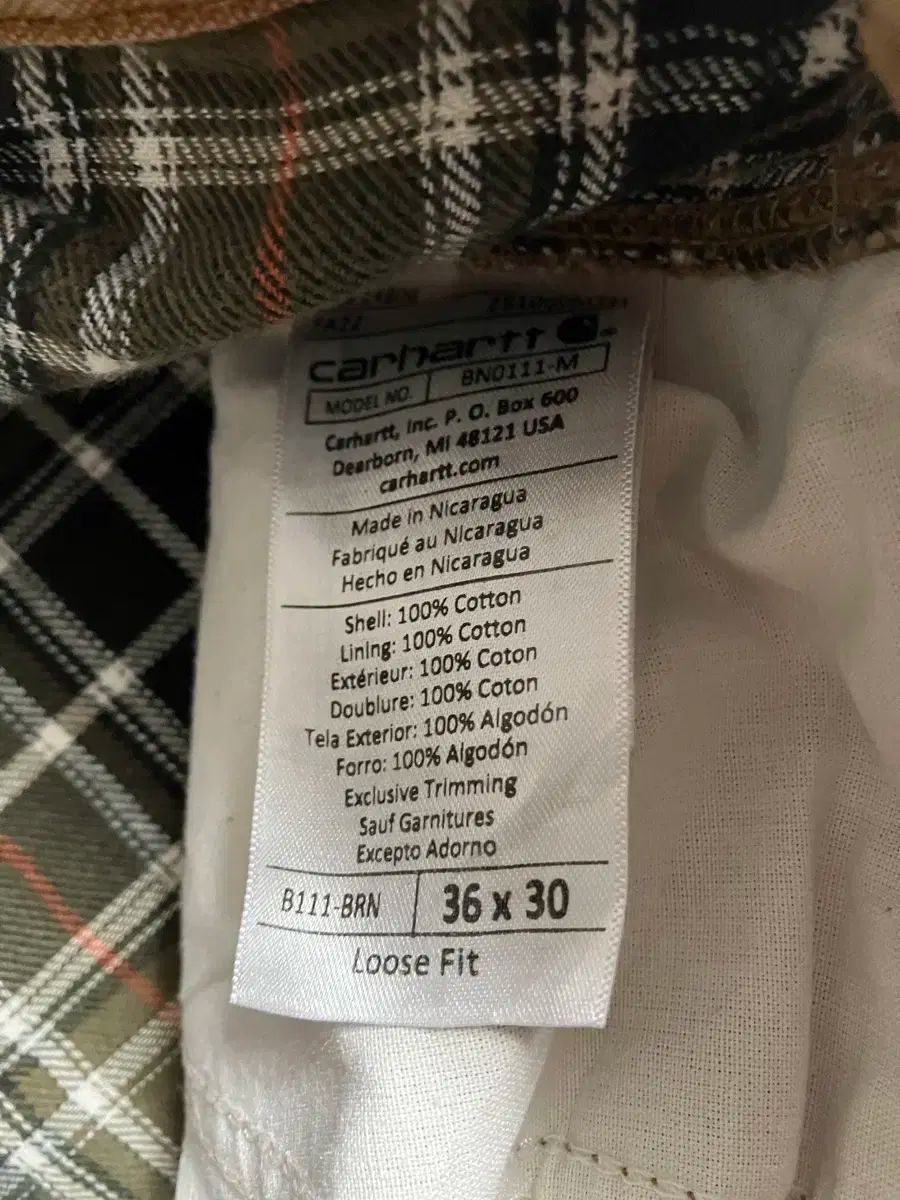 carhartt
MODEL NO. BN0111-M
Carhartt, Inc. P. O. Box 600
Dearborn, MI 48121 USA
carhartt.com
Made in Nicaragua
Fabriqué au Nicaragua
Hecho en Nicaragua
Shell: 100% Cotton
Lining: 100% Cotton
Extérieur: 100% Coton
Doublure: 100% Coton
Tela Exterior: 100% Algodón
Forro: 100% Algodón
Exclusive Trimming
Sauf Garnitures
Excepto Adorno
B111-BRN 36 x 30
Loose Fit